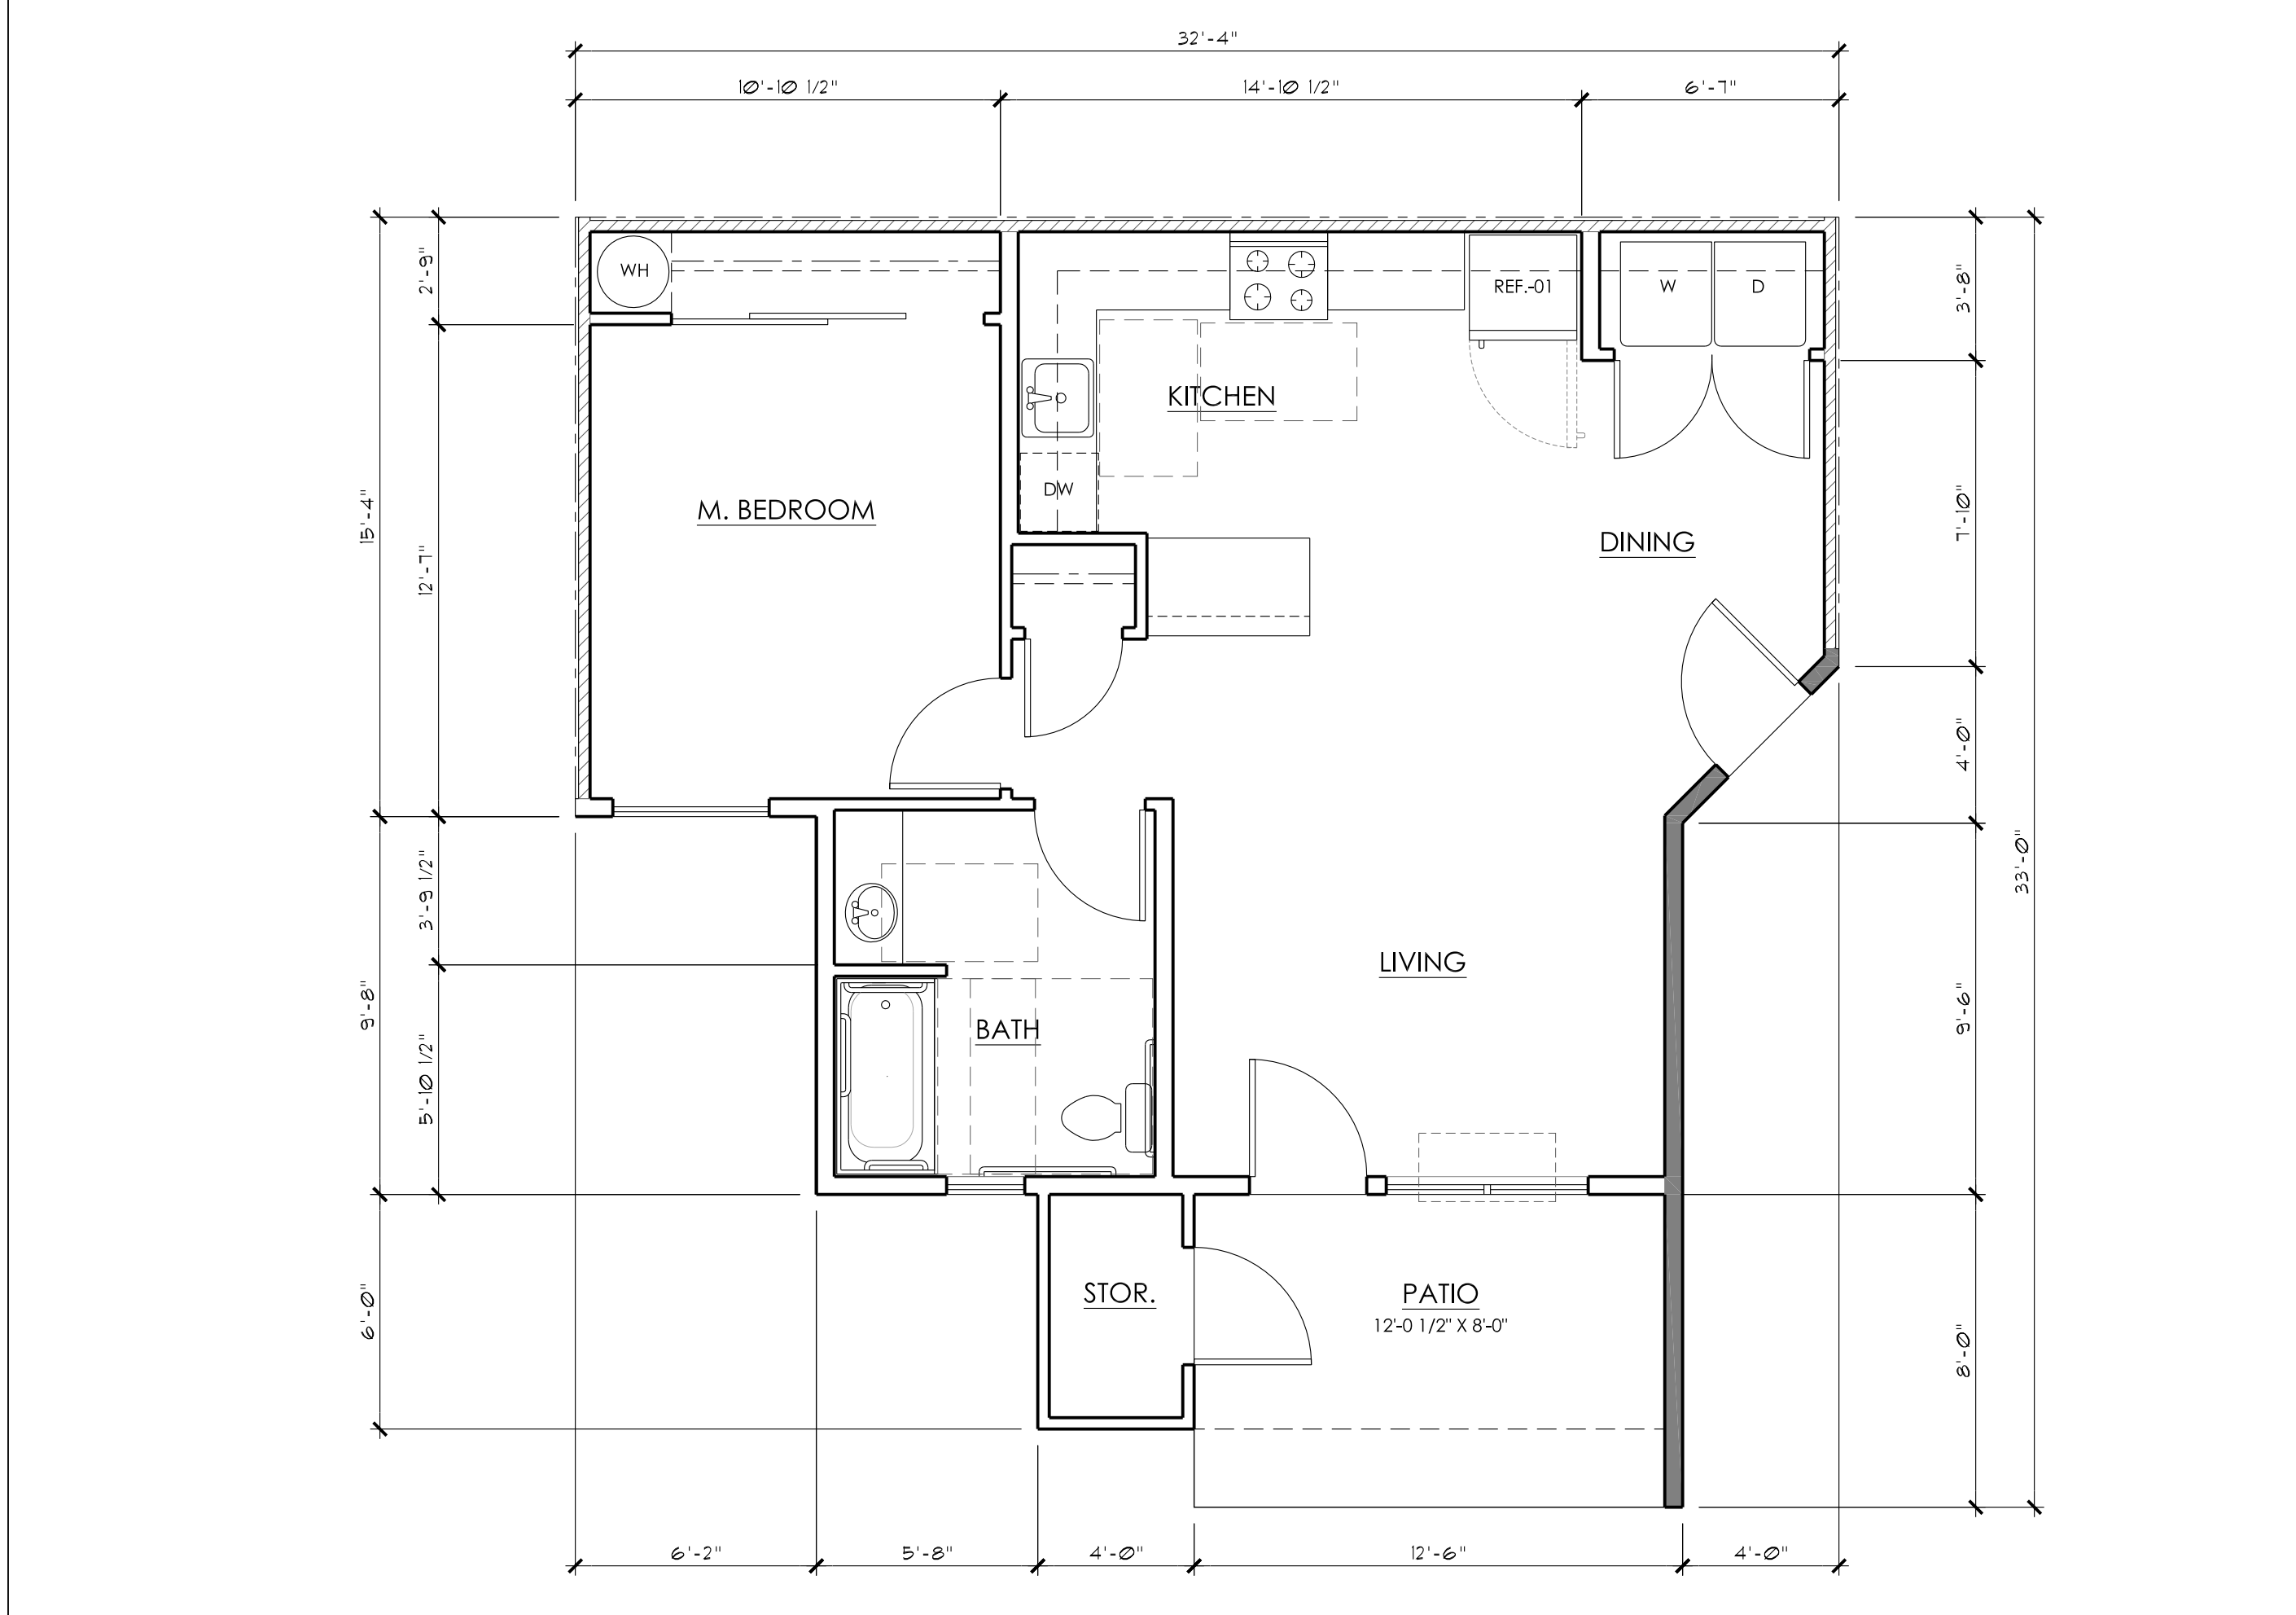 32'-4"
10'-10 1/2" 14'-10 1/2" 6'-7"
2'-9"
WH
REF.-01
W
D
3'-8"
KITCHEN
15'-4"
12'-7"
M. BEDROOM
DW
DINING
7'-10"
4'-0"
33'-0"
3'-9 1/2"
9'-8"
LIVING
9'-6"
BATH
5'-10 1/2"
6'-0"
STOR.
PATIO
12'-0 1/2" X 8'-0"
8'-0"
6'-2" 5'-8" 4'-0" 12'-6" 4'-0"